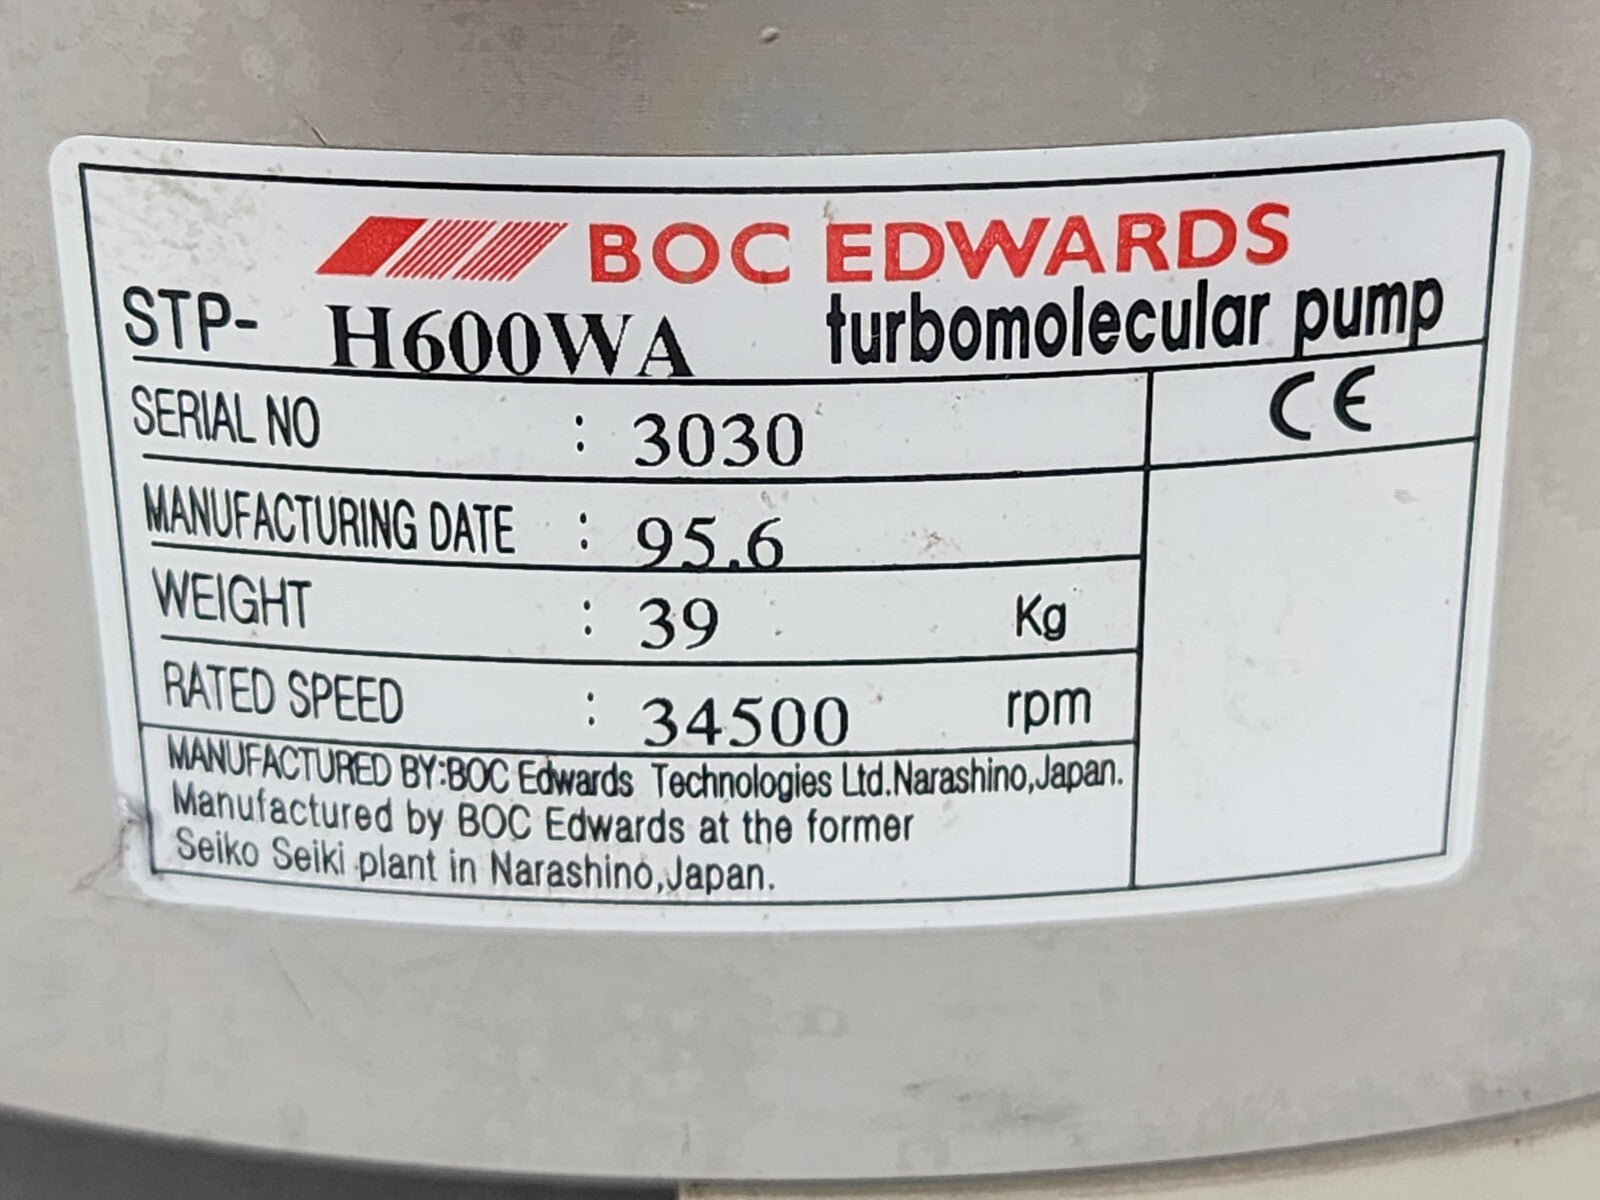 BOC EDWARDS
STP- H600WA turbomolecular pump
SERIAL NO : 3030 CE
MANUFACTURING DATE : 95.6
WEIGHT : 39 Kg
RATED SPEED : 34500 rpm
MANUFACTURED BY:BOC Edwards Technologies Ltd.Narashino,Japan.
Manufactured by BOC Edwards at the former
Seiko Seiki plant in Narashino,Japan.